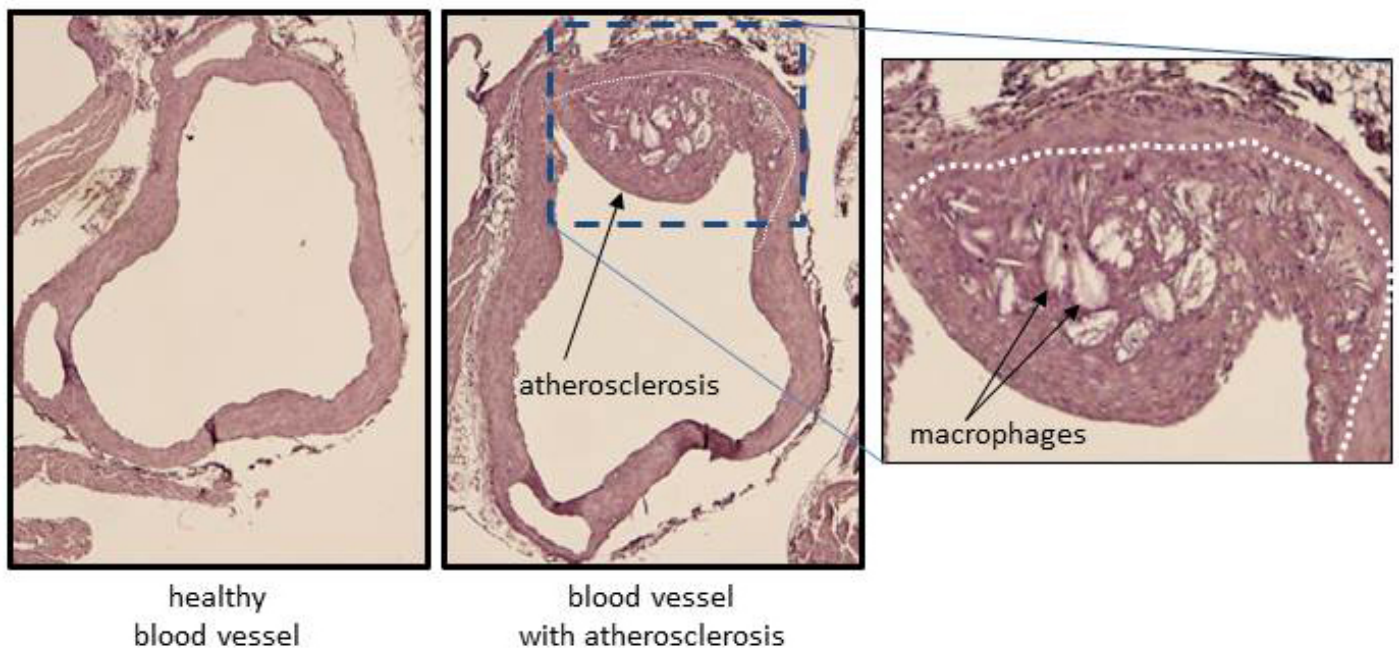 atherosclerosis
macrophages
healthy
blood vessel
blood vessel
with atherosclerosis